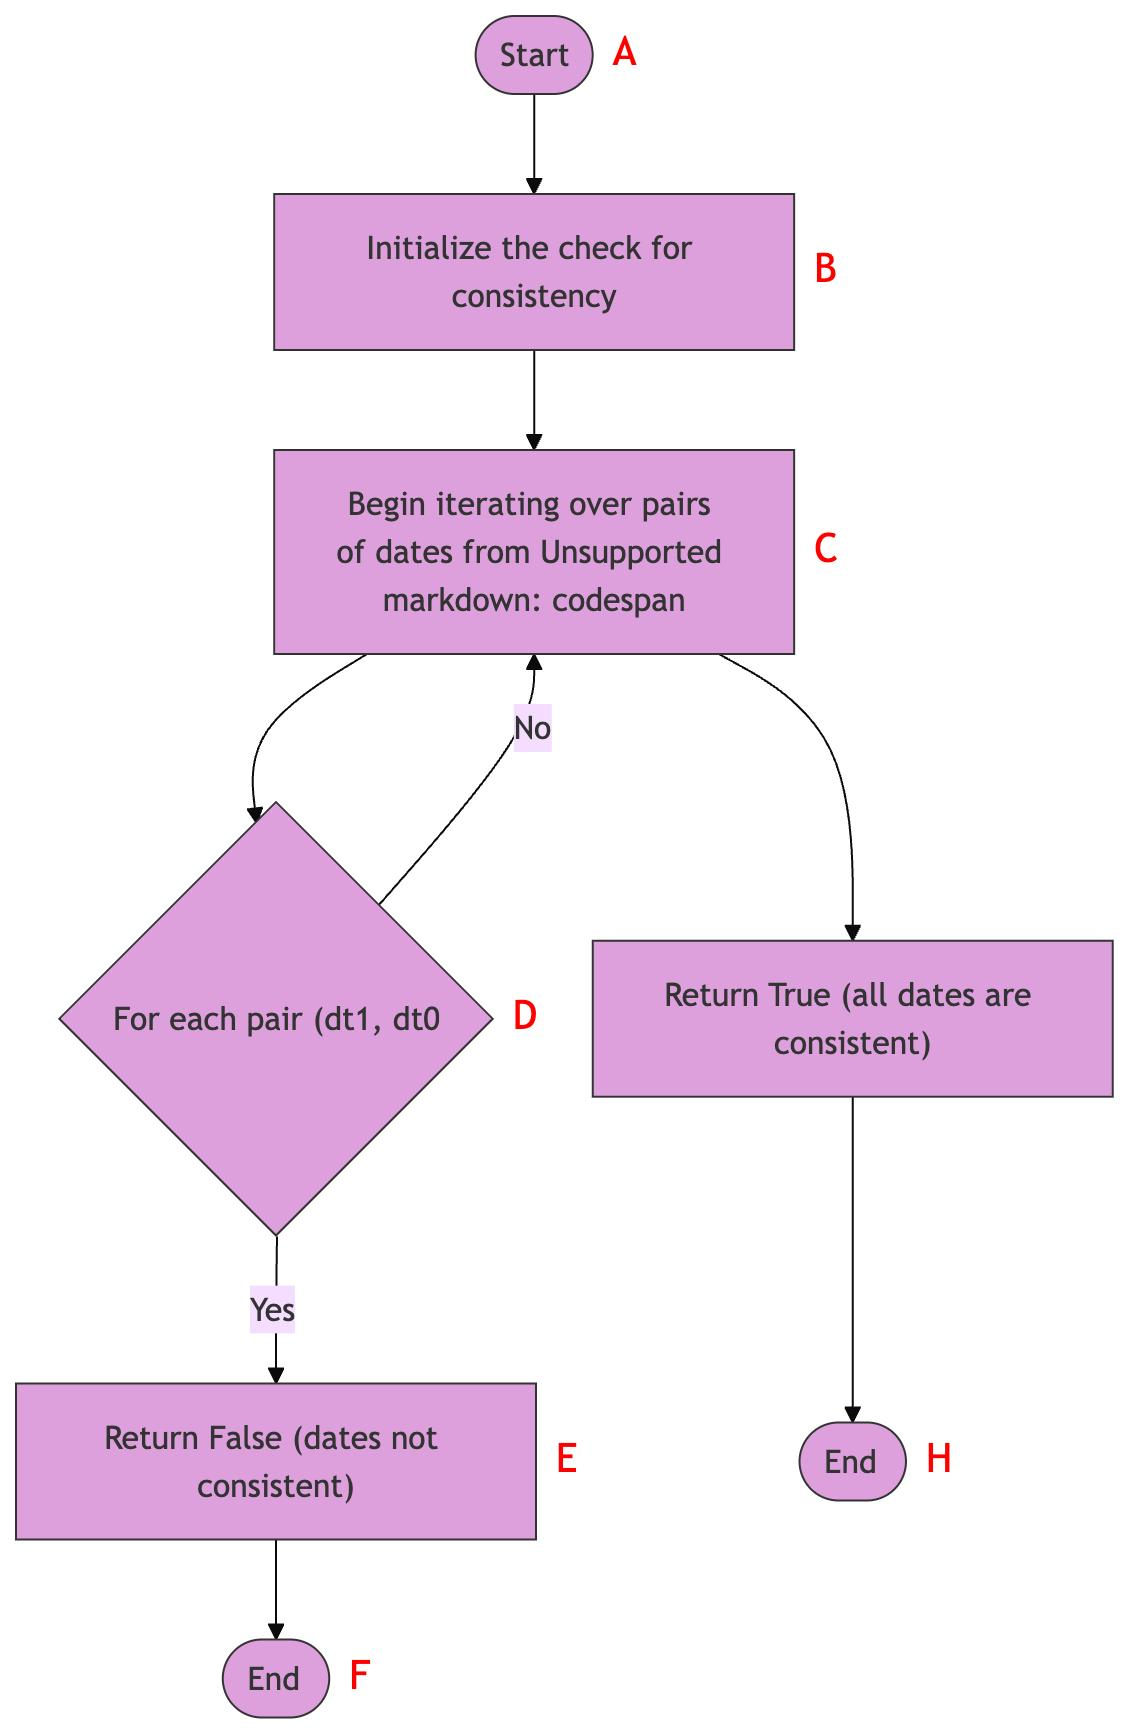 Start
A
Initialize the check for
consistency
B
Begin iterating over pairs
of dates from Unsupported
markdown: codespan
C
No
For each pair (dt1, dt0
D
Return True (all dates are
consistent)
Yes
Return False (dates not
consistent)
E
End
H
End
F